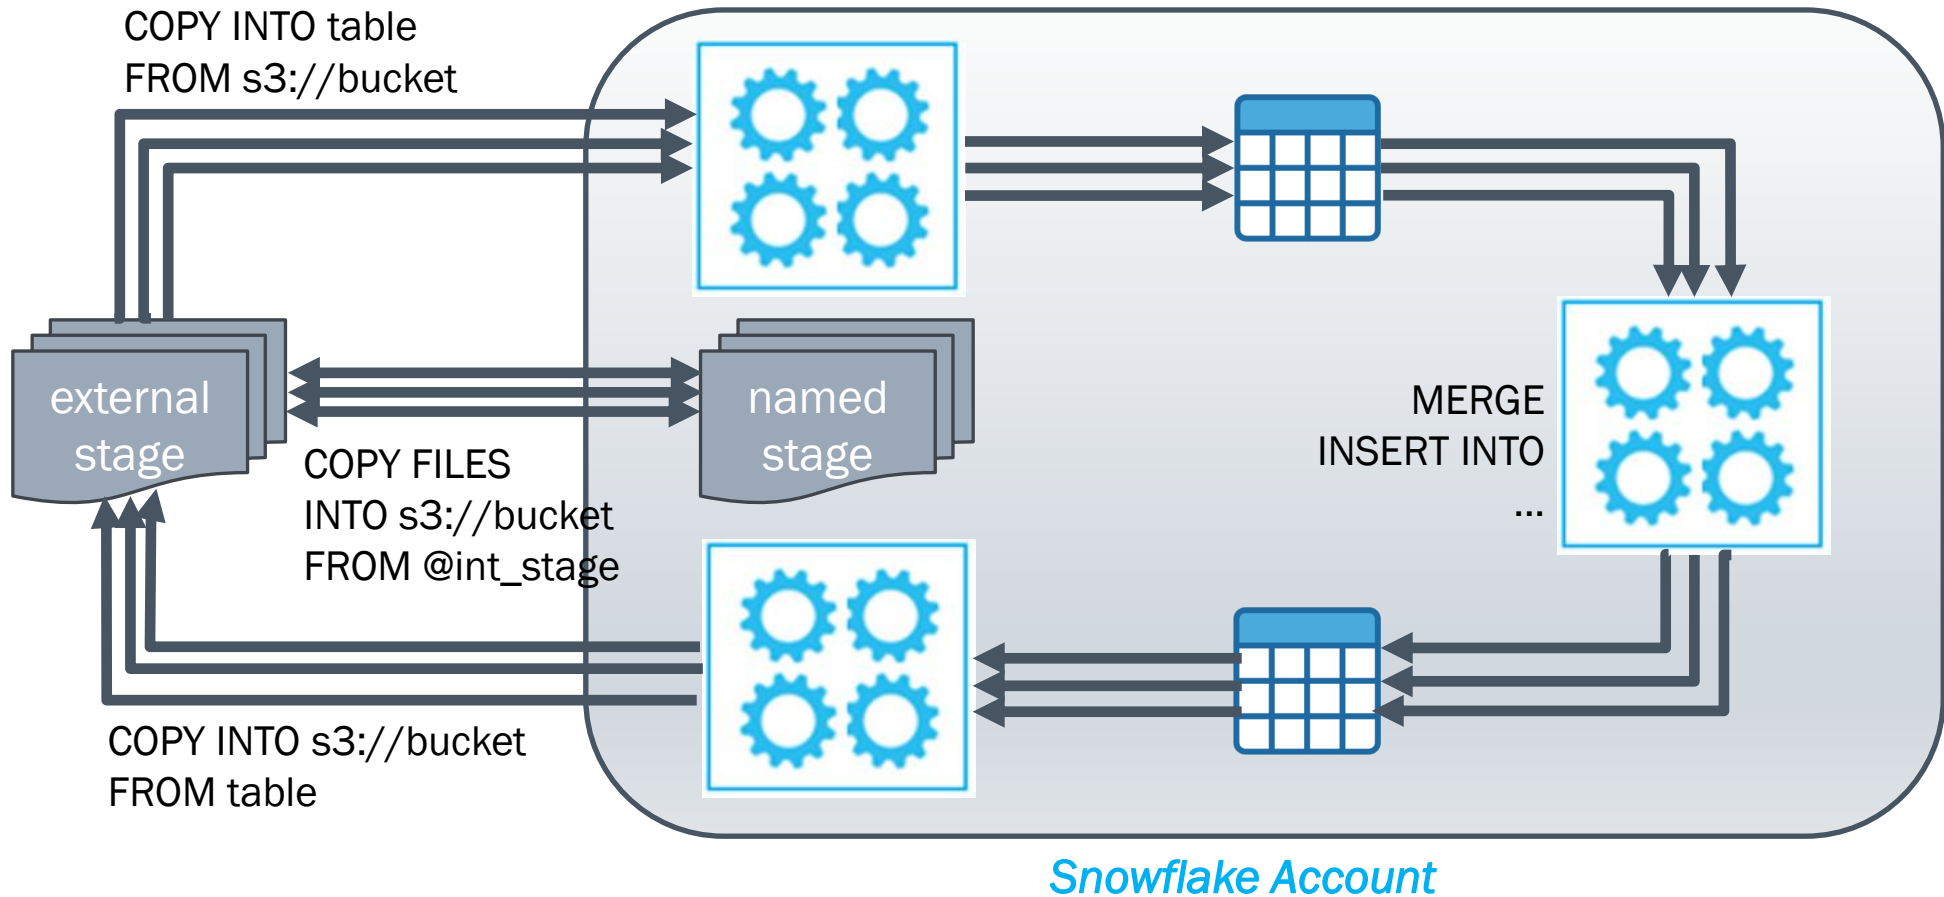 COPY INTO table
FROM s3://bucket
external
stage
named
stage
COPY FILES
INTO s3://bucket
FROM @int_stage
MERGE
INSERT INTO
...
COPY INTO s3://bucket
FROM table
Snowflake Account